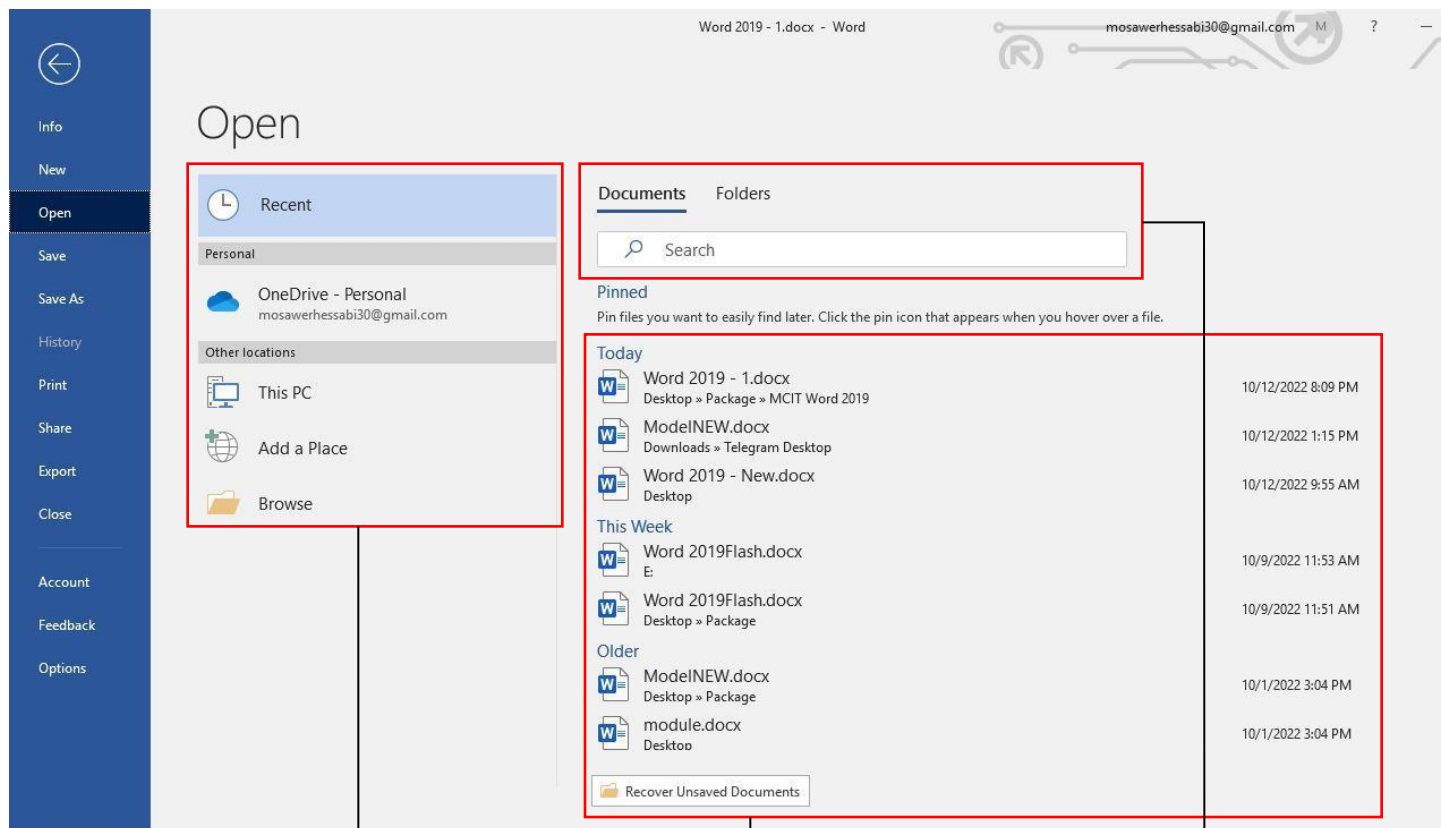 Word 2019 - 1.docx - Word
mosawerhessabi30@gmail.com M ?
Info
New
Open
Save
Save As
History
Print
Share
Export
Close
Account
Feedback
Options
Open
Recent
Personal
OneDrive - Personal
mosawerhessabi30@gmail.com
Other locations
This PC
Add a Place
Browse
Documents Folders
Search
Pinned
Pin files you want to easily find later. Click the pin icon that appears when you hover over a file.
Today
Word 2019 - 1.docx
Desktop » Package » MCIT Word 2019
10/12/2022 8:09 PM
ModelNEW.docx
Downloads » Telegram Desktop
10/12/2022 1:15 PM
Word 2019 - New.docx
Desktop
10/12/2022 9:55 AM
This Week
Word 2019Flash.docx
E:
10/9/2022 11:53 AM
Word 2019Flash.docx
Desktop » Package
10/9/2022 11:51 AM
Older
ModelNEW.docx
Desktop » Package
10/1/2022 3:04 PM
module.docx
Desktop
10/1/2022 3:04 PM
Recover Unsaved Documents